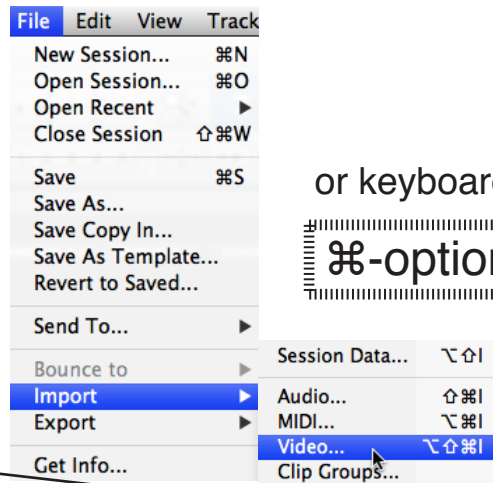 File Edit View Track
New Session... ⌘N
Open Session... ⌘O
Open Recent ▶
Close Session ⇧⌘W
Save ⌘S
Save As...
Save Copy In...
Save As Template...
Revert to Saved...
Send To... ▶
Bounce to ▶
Import ▶
Export ▶
Get Info...
or keyboar
⌘-option
Session Data... ⌥⇧I
Audio... ⇧⌘I
MIDI... ⌥⌘I
Video... ⌥⇧⌘I
Clip Groups...